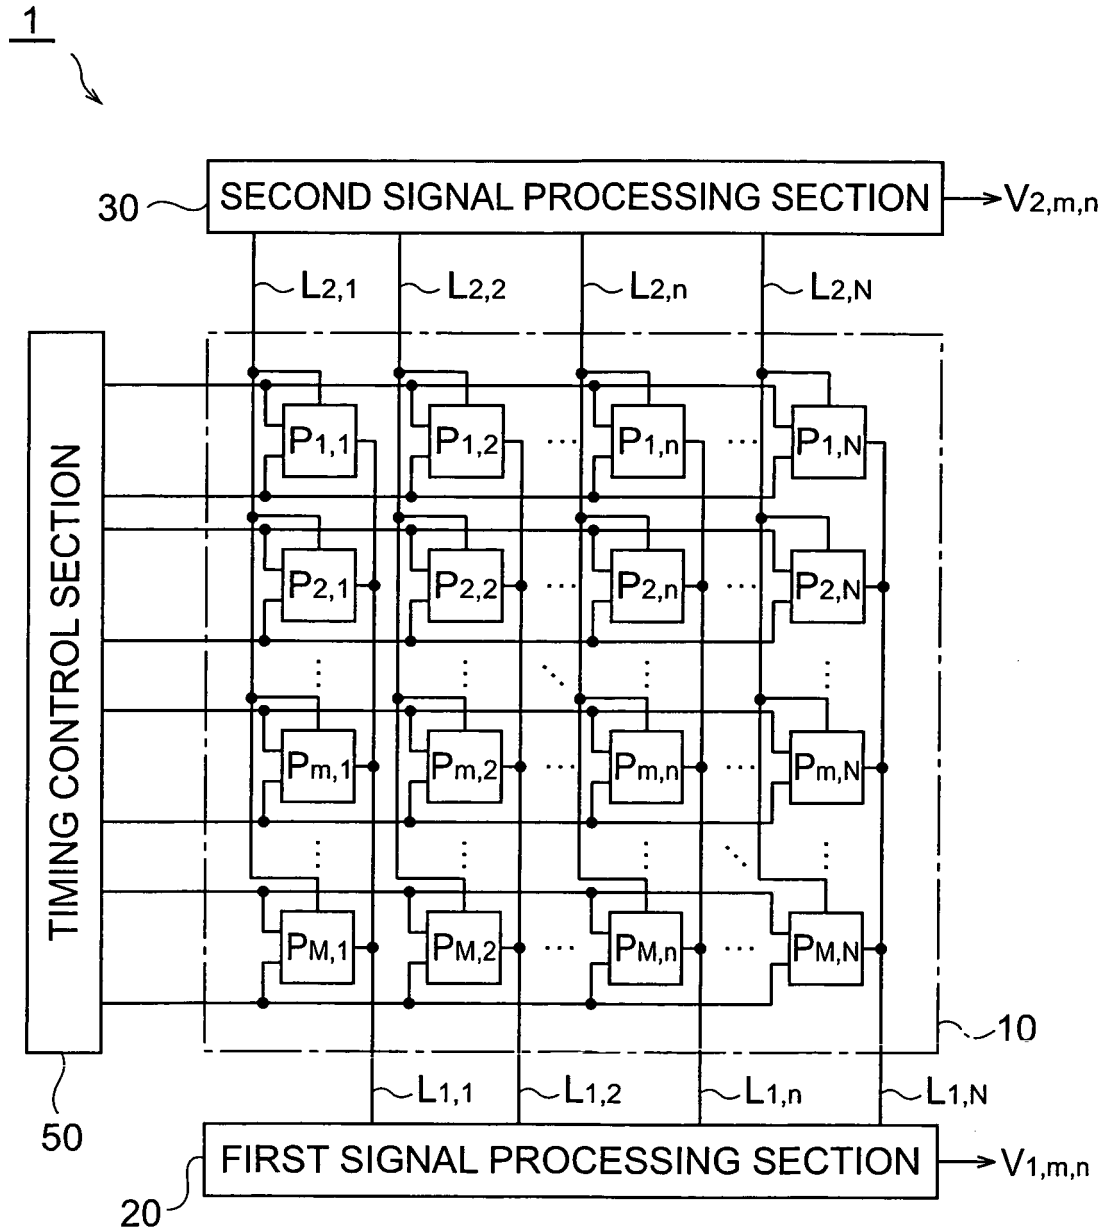 1
30
SECOND SIGNAL PROCESSING SECTION
V2,m,n
L2,1 L2,2 L2,n L2,N
TIMING CONTROL SECTION
P1,1 P1,2 ... P1,n ... P1,N
P2,1 P2,2 ... P2,n ... P2,N
Pm,1 Pm,2 ... Pm,n ... Pm,N
PM,1 PM,2 ... PM,n ... PM,N
10
50
L1,1 L1,2 L1,n L1,N
FIRST SIGNAL PROCESSING SECTION
V1,m,n
20